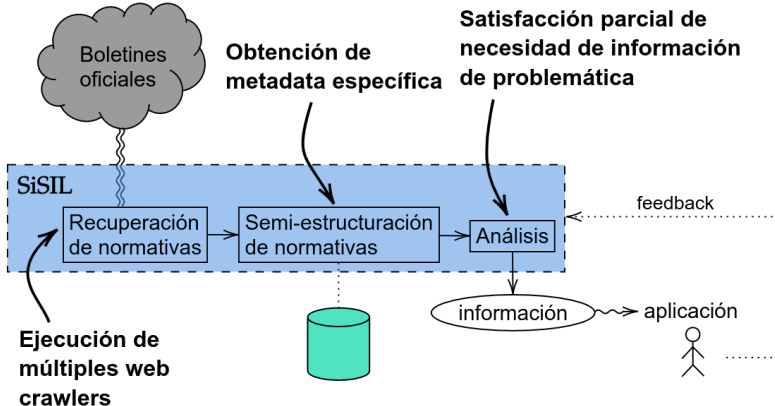 Boletines
oficiales
Obtención de
metadata específica
Satisfacción parcial de
necesidad de información
de problemática
SiSIL
Recuperación
de normativas
Semi-estructuración
de normativas
Análisis
feedback
información
aplicación
Ejecución de
múltiples web
crawlers